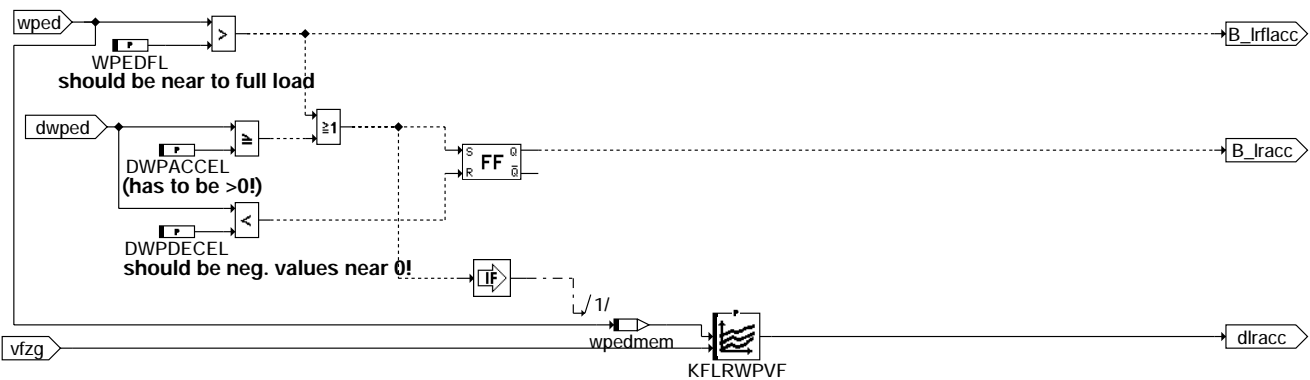 wped
>
B_lrflacc
P
WPEDFL
should be near to full load
dwped
≥
≥1
P
DWPACCEL
(has to be >0!)
S Q
FF
R Q̅
B_lracc
<
P
DWPDECEL
should be neg. values near 0!
IF
/1/
P
wpedmem
vfzg
dlracc
KFLRWPVF